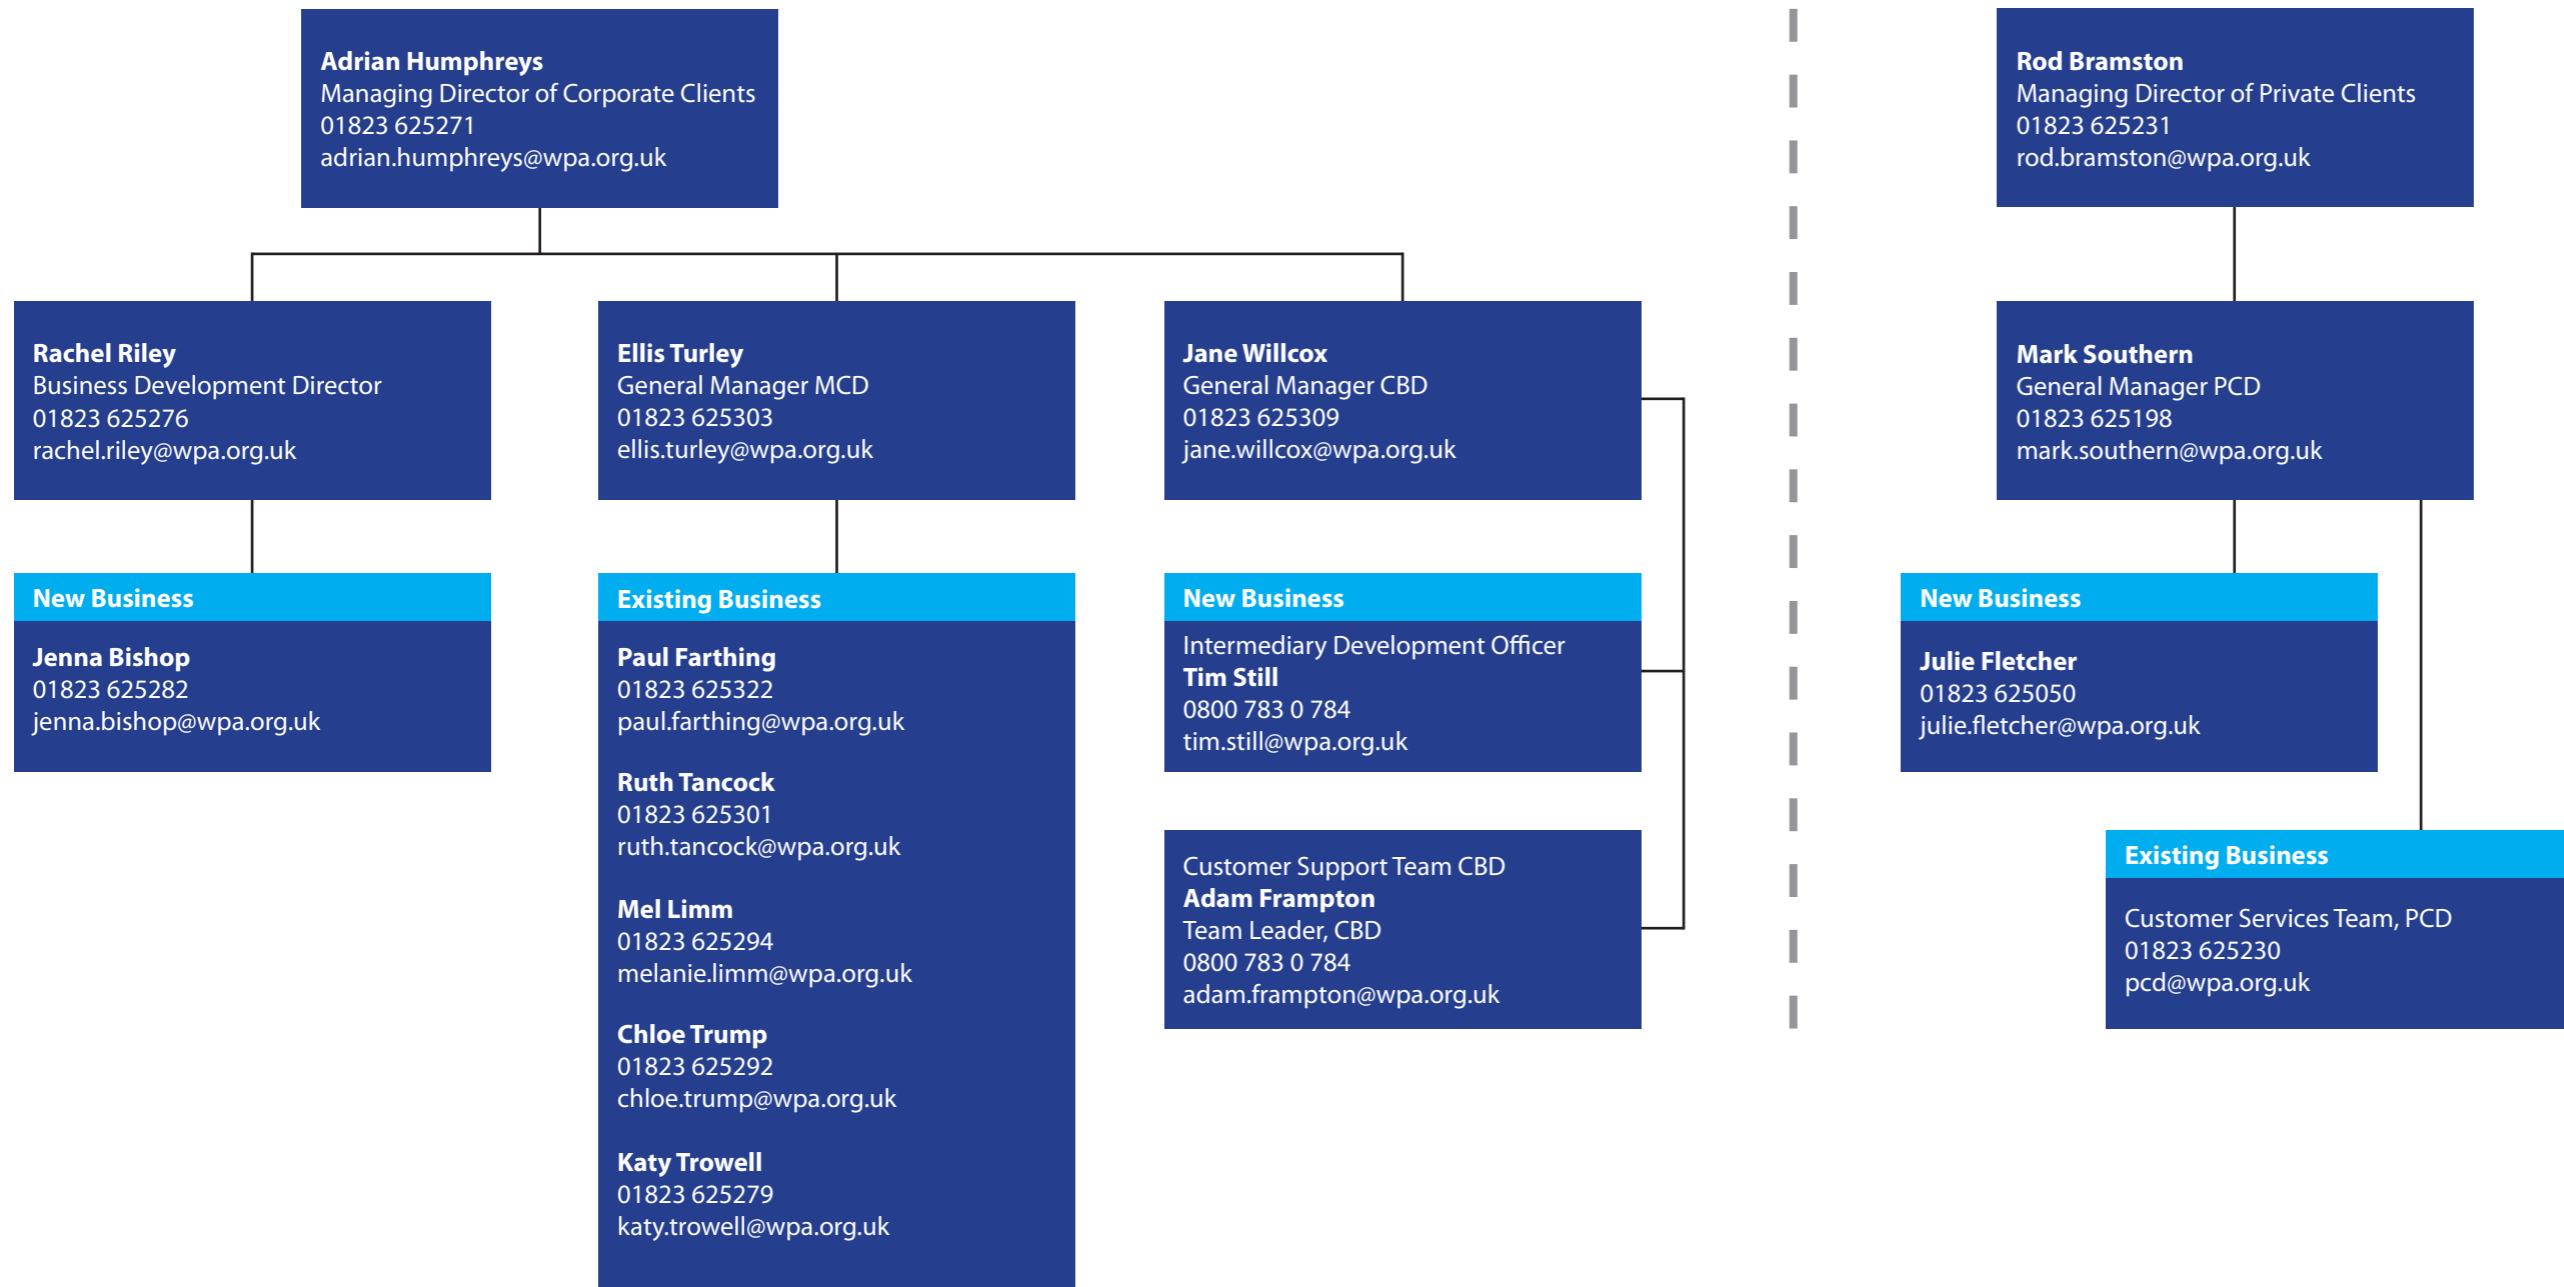 Adrian Humphreys
Managing Director of Corporate Clients
01823 625271
adrian.humphreys@wpa.org.uk
Rod Bramston
Managing Director of Private Clients
01823 625231
rod.bramston@wpa.org.uk
Rachel Riley
Business Development Director
01823 625276
rachel.riley@wpa.org.uk
Ellis Turley
General Manager MCD
01823 625303
ellis.turley@wpa.org.uk
Jane Willcox
General Manager CBD
01823 625309
jane.willcox@wpa.org.uk
Mark Southern
General Manager PCD
01823 625198
mark.southern@wpa.org.uk
New Business
Jenna Bishop
01823 625282
jenna.bishop@wpa.org.uk
Existing Business
Paul Farthing
01823 625322
paul.farthing@wpa.org.uk
Ruth Tancock
01823 625301
ruth.tancock@wpa.org.uk
Mel Limm
01823 625294
melanie.limm@wpa.org.uk
Chloe Trump
01823 625292
chloe.trump@wpa.org.uk
Katy Trowell
01823 625279
katy.trowell@wpa.org.uk
New Business
Intermediary Development Officer
Tim Still
0800 783 0 784
tim.still@wpa.org.uk
Customer Support Team CBD
Adam Frampton
Team Leader, CBD
0800 783 0 784
adam.frampton@wpa.org.uk
New Business
Julie Fletcher
01823 625050
julie.fletcher@wpa.org.uk
Existing Business
Customer Services Team, PCD
01823 625230
pcd@wpa.org.uk